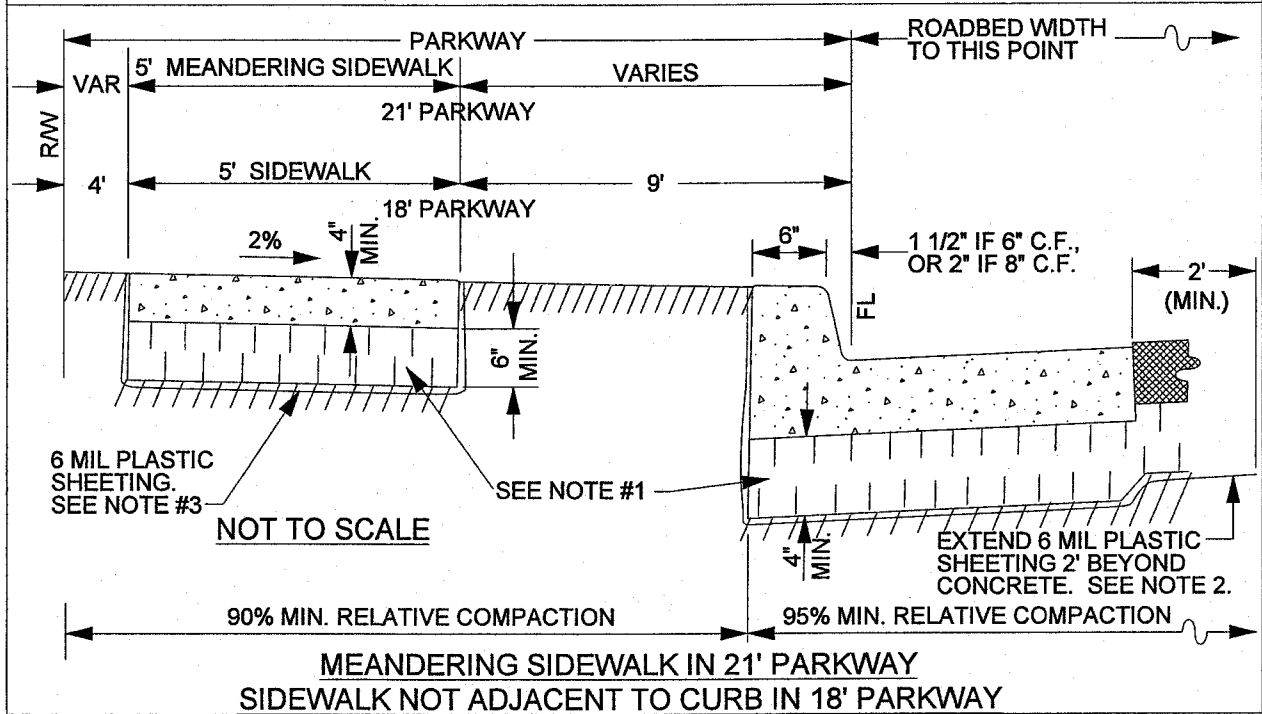 PARKWAY
ROADBED WIDTH
TO THIS POINT
VAR
5' MEANDERING SIDEWALK
VARIES
21' PARKWAY
R/W
5' SIDEWALK
4'
9'
18' PARKWAY
2%
4"
MIN.
6"
1 1/2" IF 6" C.F.,
OR 2" IF 8" C.F.
2'
(MIN.)
FL
6"
MIN.
6 MIL PLASTIC
SHEETING.
SEE NOTE #3
SEE NOTE #1
NOT TO SCALE
4"
MIN.
EXTEND 6 MIL PLASTIC
SHEETING 2' BEYOND
CONCRETE. SEE NOTE 2.
90% MIN. RELATIVE COMPACTION
95% MIN. RELATIVE COMPACTION
MEANDERING SIDEWALK IN 21' PARKWAY
SIDEWALK NOT ADJACENT TO CURB IN 18' PARKWAY